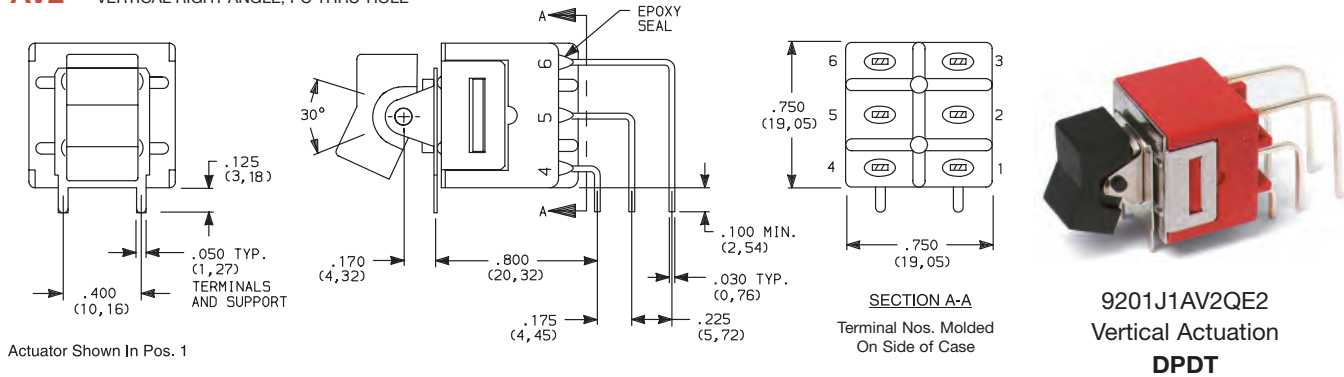 AV2 VERTICAL RIGHT ANGLE, PC THRU-HOLE
A
EPOXY
SEAL
6
5
4
A
30°
.125
(3,18)
.050 TYP.
(1,27)
TERMINALS
AND SUPPORT
.400
(10,16)
.170
(4,32)
.800
(20,32)
.100 MIN.
(2,54)
.030 TYP.
(0,76)
.175
(4,45)
.225
(5,72)
.750
(19,05)
6 3
5 2
4 1
.750
(19,05)
SECTION A-A
Terminal Nos. Molded
On Side of Case
9201J1AV2QE2
Vertical Actuation
DPDT
Actuator Shown In Pos. 1